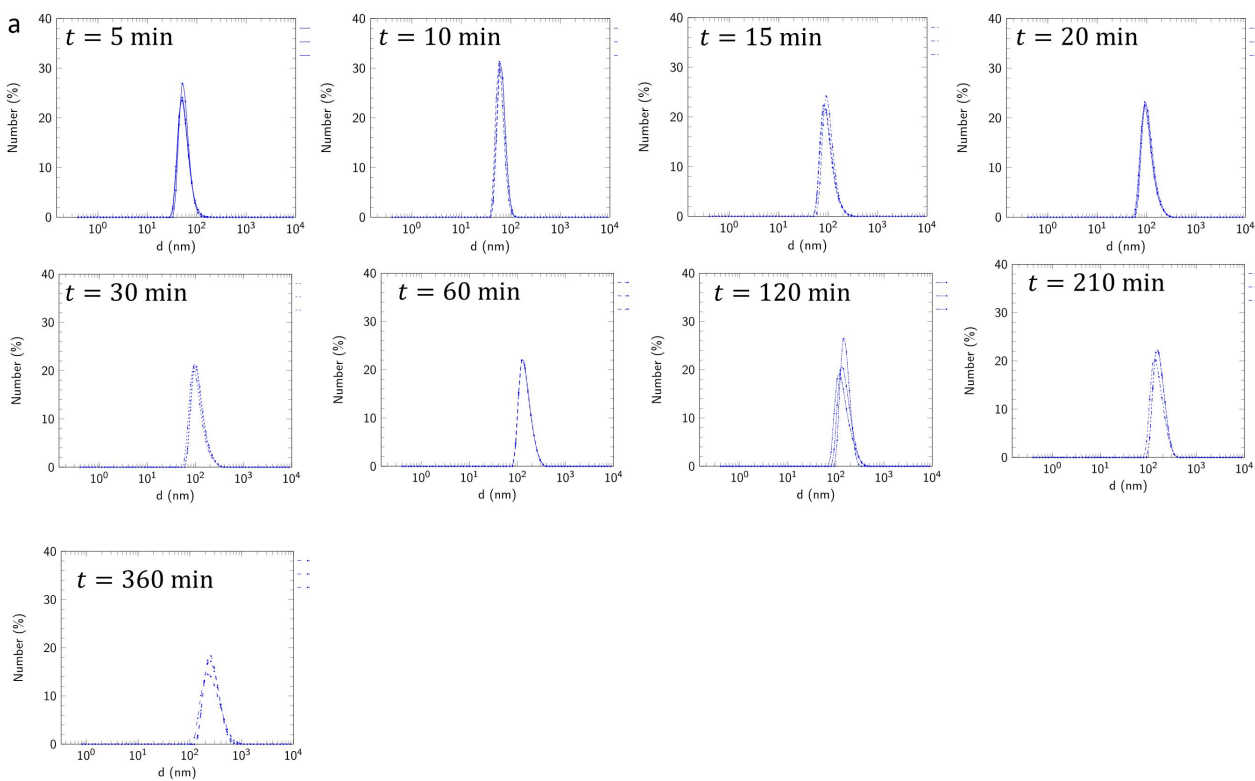 a
t = 5 min
40
30
20
10
0
Number (%)
10⁰ 10¹ 10² 10³ 10⁴
d (nm)
t = 10 min
40
30
20
10
0
Number (%)
10⁰ 10¹ 10² 10³ 10⁴
d (nm)
t = 15 min
40
30
20
10
0
Number (%)
10⁰ 10¹ 10² 10³ 10⁴
d (nm)
t = 20 min
40
30
20
10
0
Number (%)
10⁰ 10¹ 10² 10³ 10⁴
d (nm)
t = 30 min
40
30
20
10
0
Number (%)
10⁰ 10¹ 10² 10³ 10⁴
d (nm)
t = 60 min
40
30
20
10
0
Number (%)
10⁰ 10¹ 10² 10³ 10⁴
d (nm)
t = 120 min
40
30
20
10
0
Number (%)
10⁰ 10¹ 10² 10³ 10⁴
d (nm)
t = 210 min
40
30
20
10
0
Number (%)
10⁰ 10¹ 10² 10³ 10⁴
d (nm)
t = 360 min
40
30
20
10
0
Number (%)
10⁰ 10¹ 10² 10³ 10⁴
d (nm)